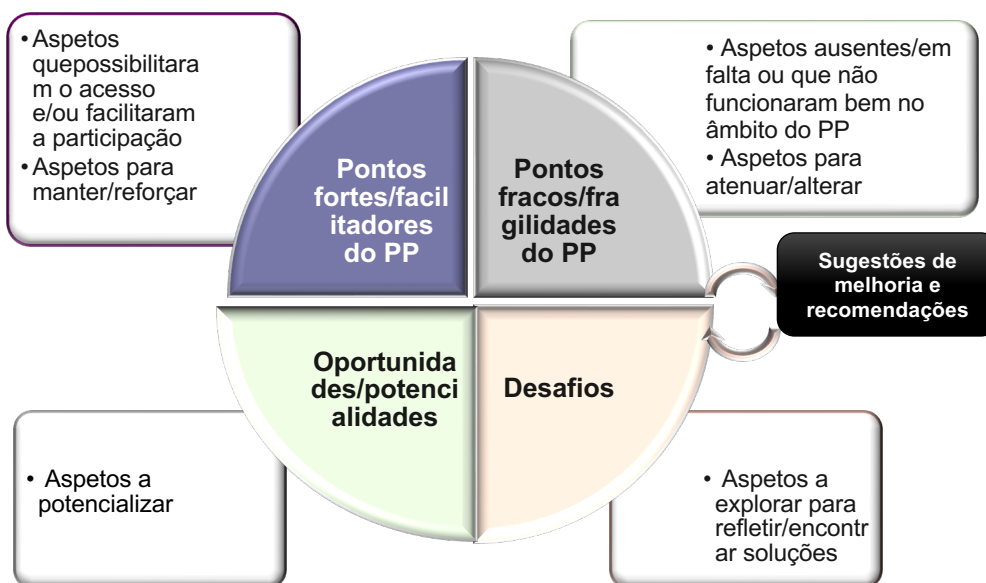 • Aspetos
quepossibilitara
m o acesso
e/ou facilitaram
a participação
• Aspetos para
manter/reforçar
• Aspetos ausentes/em
falta ou que não
funcionaram bem no
âmbito do PP
• Aspetos para
atenuar/alterar
Pontos
fortes/facil
itadores
do PP
Pontos
fracos/fra
gilidades
do PP
Sugestões de
melhoria e
recomendações
Oportunida
des/potenci
alidades
Desafios
• Aspetos a
potencializar
• Aspetos a
explorar para
refletir/encontr
ar soluções